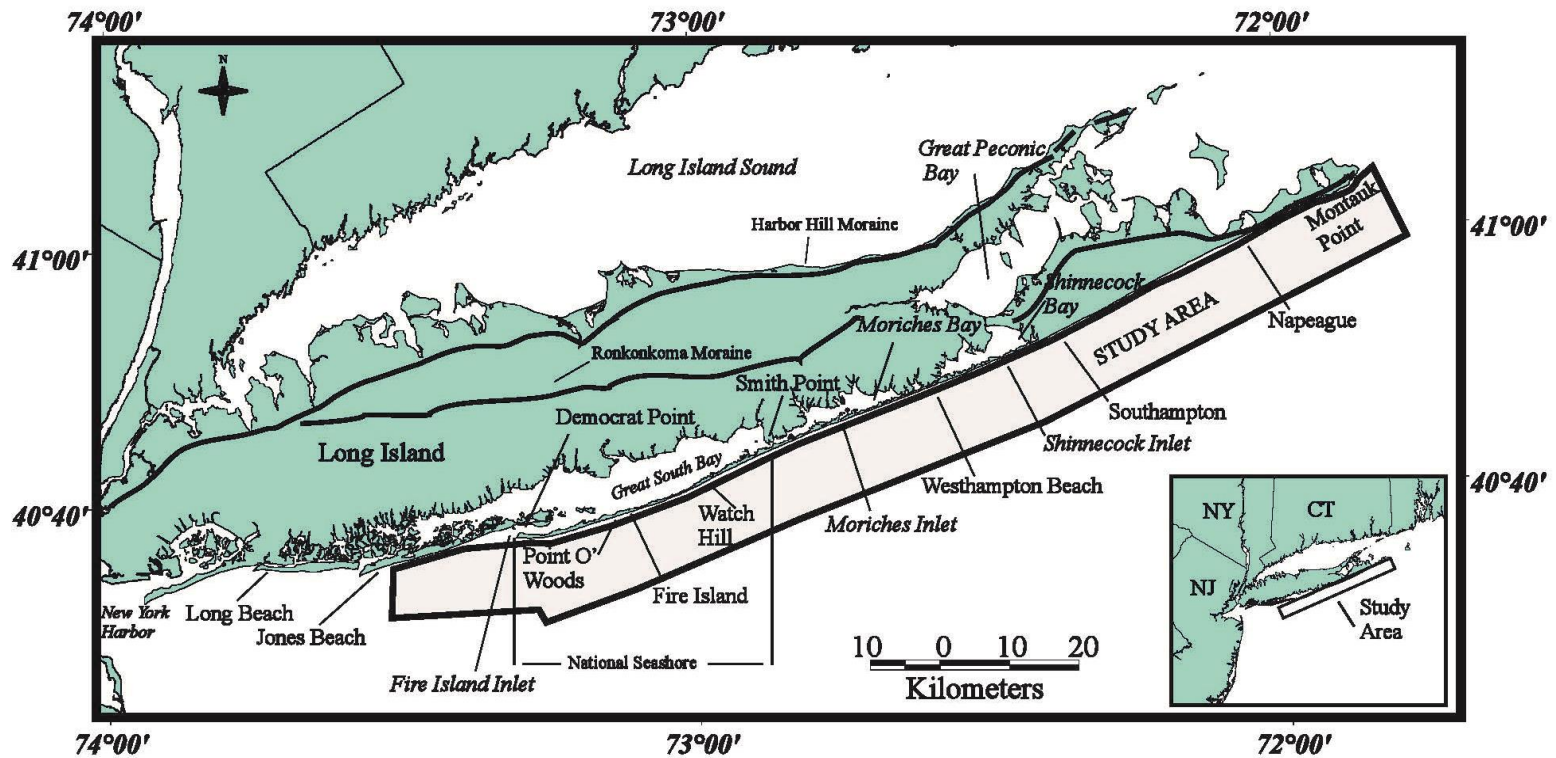 74°00'
73°00'
72°00'
N
Great Peconic
Bay
Long Island Sound
Montauk
Point
Harbor Hill Moraine
41°00'
41°00'
Shinnecock
Bay
Moriches Bay
STUDY AREA
Napeague
Ronkonkoma Moraine
Smith Point
Democrat Point
Southampton
Long Island
Shinnecock Inlet
Great South Bay
Westhampton Beach
40°40'
40°40'
Watch
Hill
Moriches Inlet
NY
CT
Point O'
Woods
Fire Island
NJ
New York
Harbor
Long Beach
Jones Beach
Study
Area
National Seashore
10 0 10 20
Kilometers
Fire Island Inlet
74°00'
73°00'
72°00'